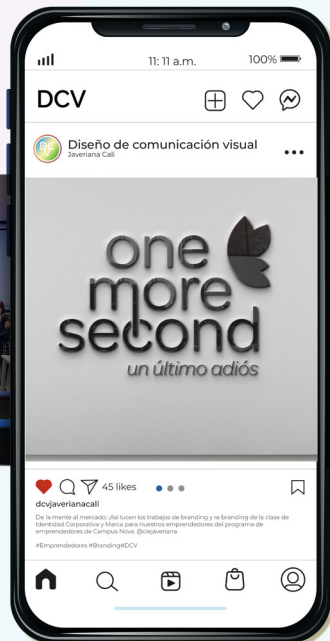 11: 11 a.m.
100%
DCV
DCV
Diseño de comunicación visual
Javeriana Cali
one
more
second
un último adiós
45 likes
dcvjaverianacali
De la mente al mercado: ¡Así lucen los trabajos de branding y re branding de la clase de
Identidad Corporativa y Marca para nuestros emprendedores del programa de
emprendedores de Campus Nova. @ciejaveriana
#Emprendedores #Branding#DCV